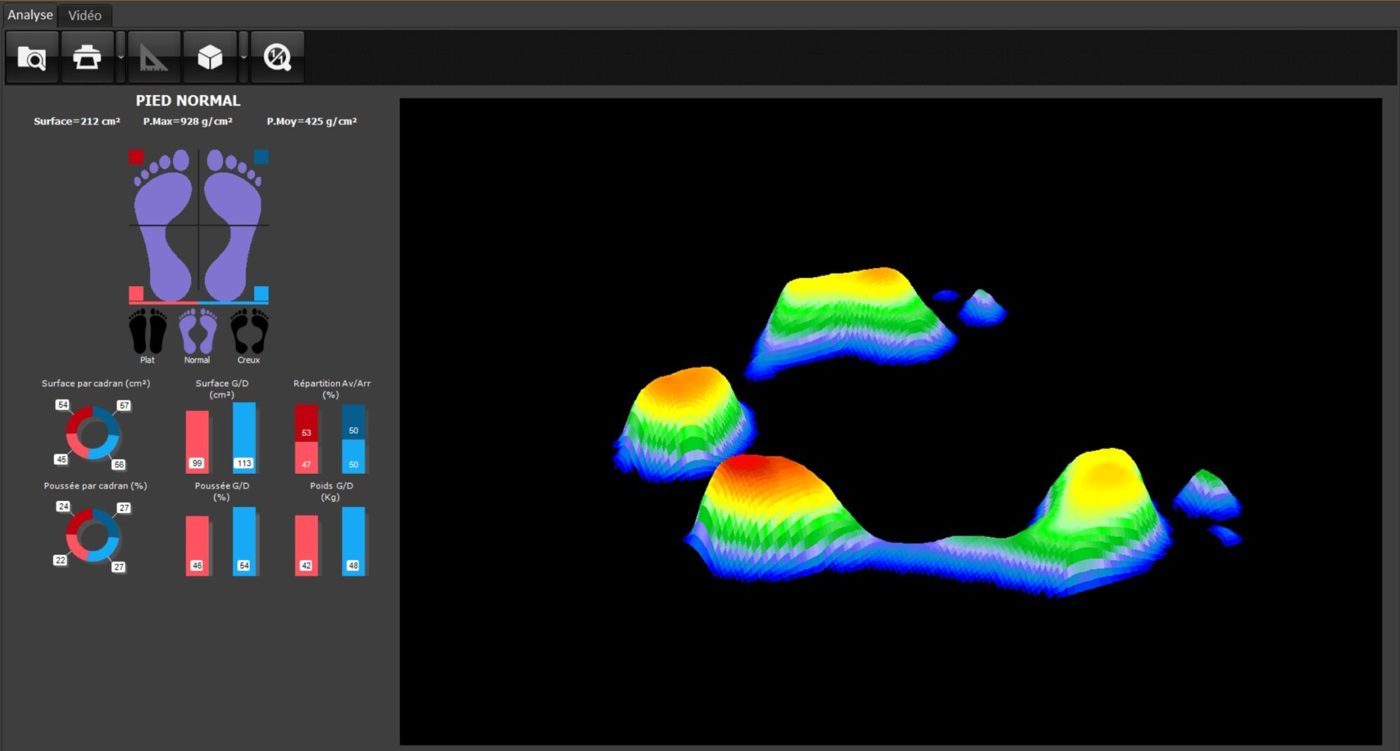 Analyse Vidéo
PIED NORMAL
Surface=212 cm² P.Max=928 g/cm² P.Moy=425 g/cm²
Plat Normal Creux
Surface par cadran (cm²)
54 57
45 56
Surface G/D
(cm²)
99 113
Répartition Av/Arr
(%)
53 50
47 50
Poussée par cadran (%)
24 27
22 27
Poussée G/D
(%)
46 54
Poids G/D
(Kg)
42 48